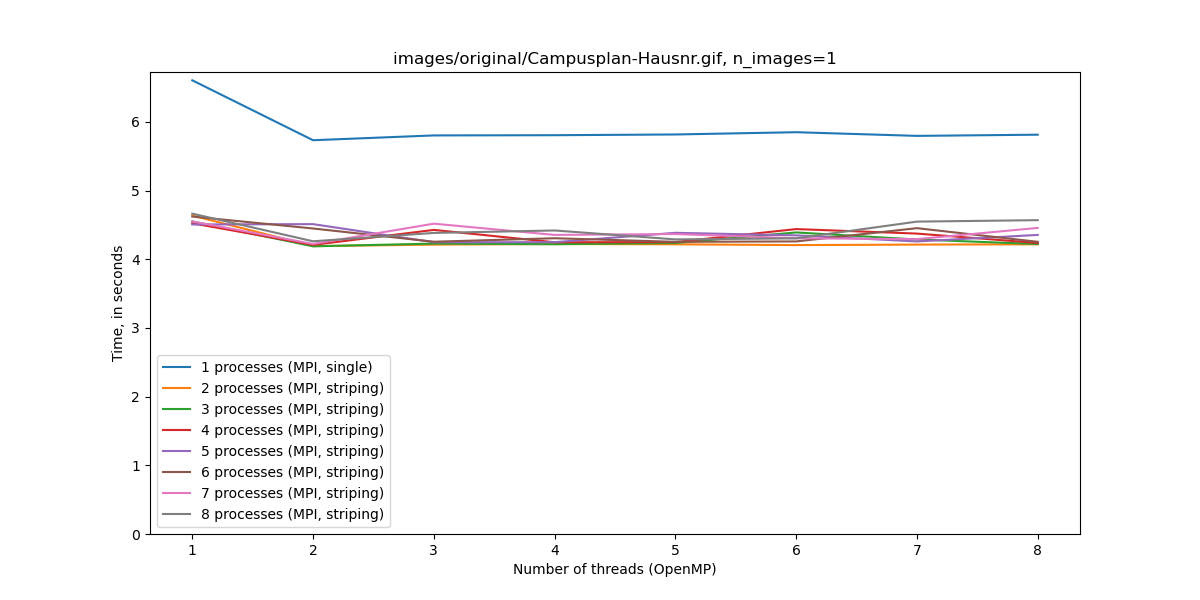 images/original/Campusplan-Hausnr.gif, n_images=1
6
5
4
3
2
1
0
Time, in seconds
1 processes (MPI, single)
2 processes (MPI, striping)
3 processes (MPI, striping)
4 processes (MPI, striping)
5 processes (MPI, striping)
6 processes (MPI, striping)
7 processes (MPI, striping)
8 processes (MPI, striping)
1 2 3 4 5 6 7 8
Number of threads (OpenMP)